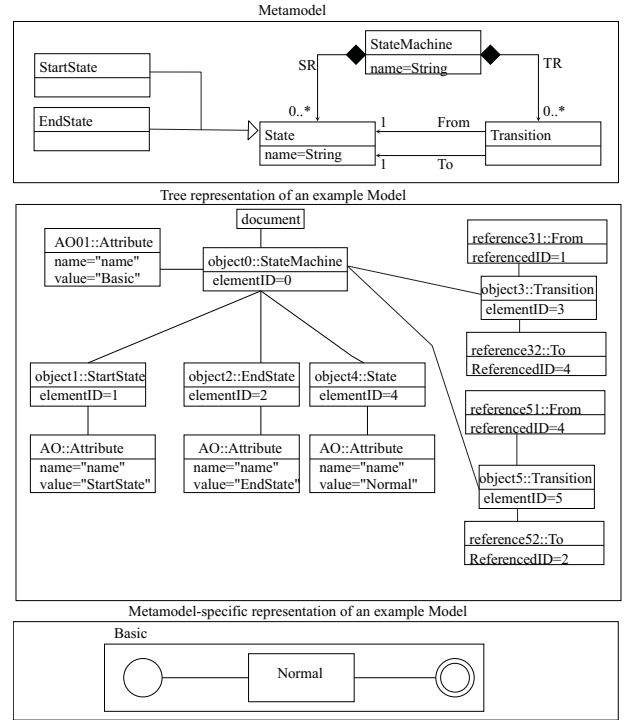 Metamodel
StartState
EndState
SR
StateMachine
name=String
TR
0..*
0..*
State
name=String
1
From
1
To
Transition
Tree representation of an example Model
document
AO01::Attribute
name="name"
value="Basic"
object0::StateMachine
elementID=0
reference31::From
referencedID=1
object3::Transition
elementID=3
reference32::To
ReferencedID=4
object1::StartState
elementID=1
object2::EndState
elementID=2
object4::State
elementID=4
reference51::From
referencedID=4
AO::Attribute
name="name"
value="StartState"
AO::Attribute
name="name"
value="EndState"
AO::Attribute
name="name"
value="Normal"
object5::Transition
elementID=5
reference52::To
ReferencedID=2
Metamodel-specific representation of an example Model
Basic
Normal